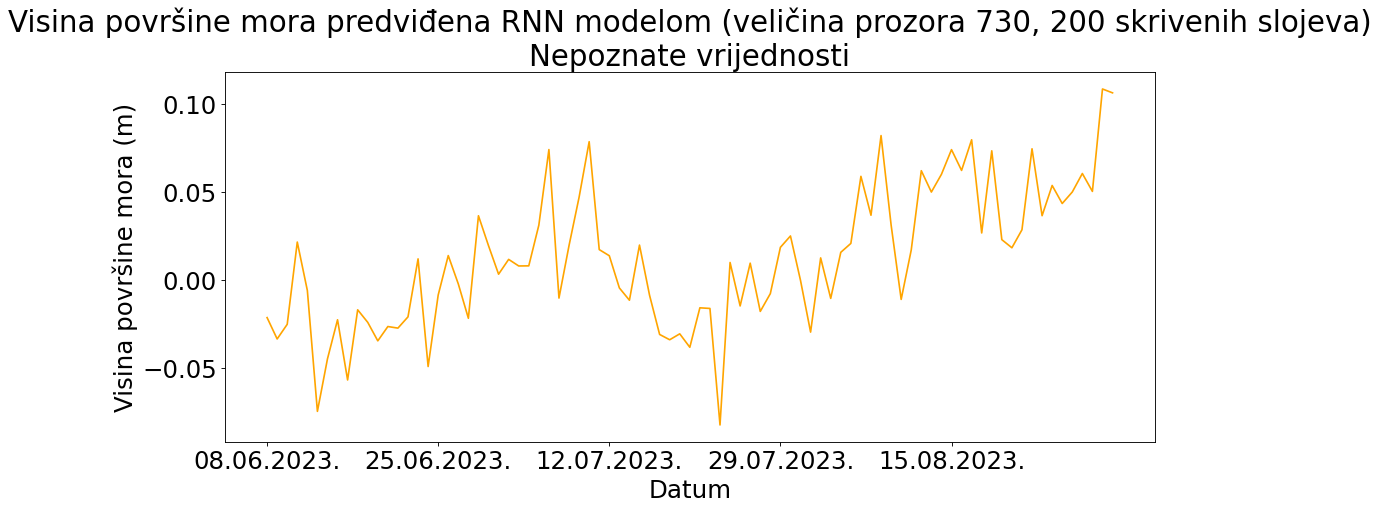 Visina površine mora predviđena RNN modelom (veličina prozora 730, 200 skrivenih slojeva)
Nepoznate vrijednosti
Visina površine mora (m)
0.10
0.05
0.00
−0.05
08.06.2023. 25.06.2023. 12.07.2023. 29.07.2023. 15.08.2023.
Datum